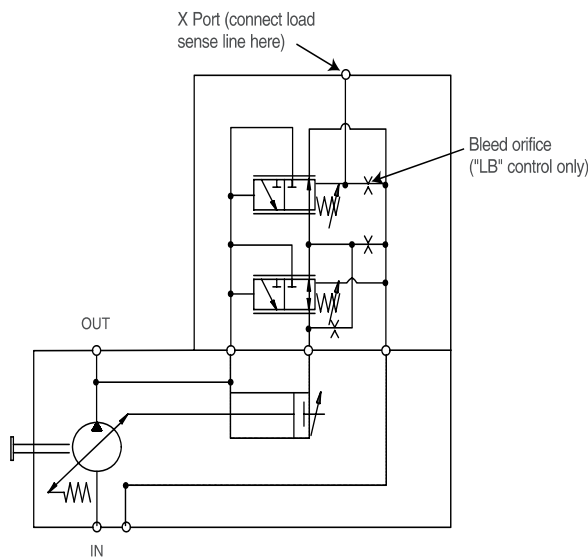 X Port (connect load
sense line here)
Bleed orifice
("LB" control only)
OUT
IN